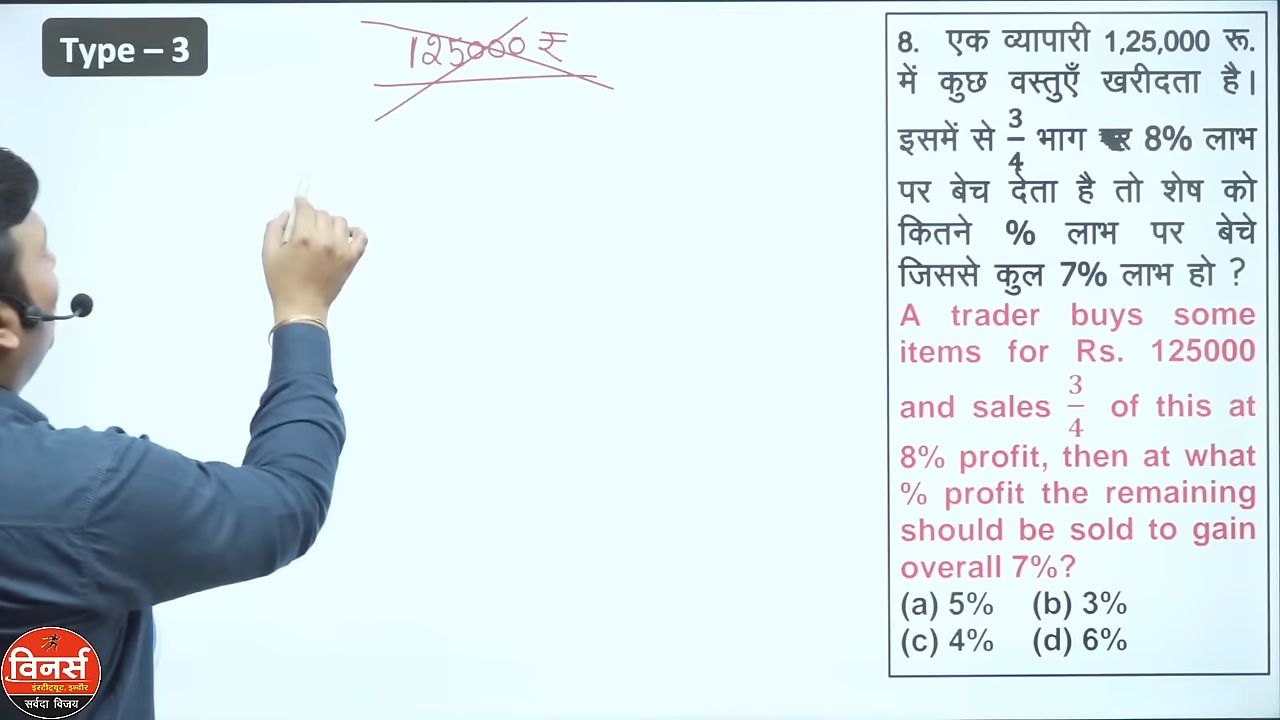 Type – 3
125000 ₹
8. एक व्यापारी 1,25,000 रू.
में कुछ वस्तुएँ खरीदता है।
इसमें से 3/4 भाग 8% लाभ
पर बेच देता है तो शेष को
कितने % लाभ पर बेचे
जिससे कुल 7% लाभ हो ?
A trader buys some
items for Rs. 125000
and sales 3/4 of this at
8% profit, then at what
% profit the remaining
should be sold to gain
overall 7%?
(a) 5% (b) 3%
(c) 4% (d) 6%
विनर्स
इंस्टीट्यूट, इन्दौर
सर्वदा विजय